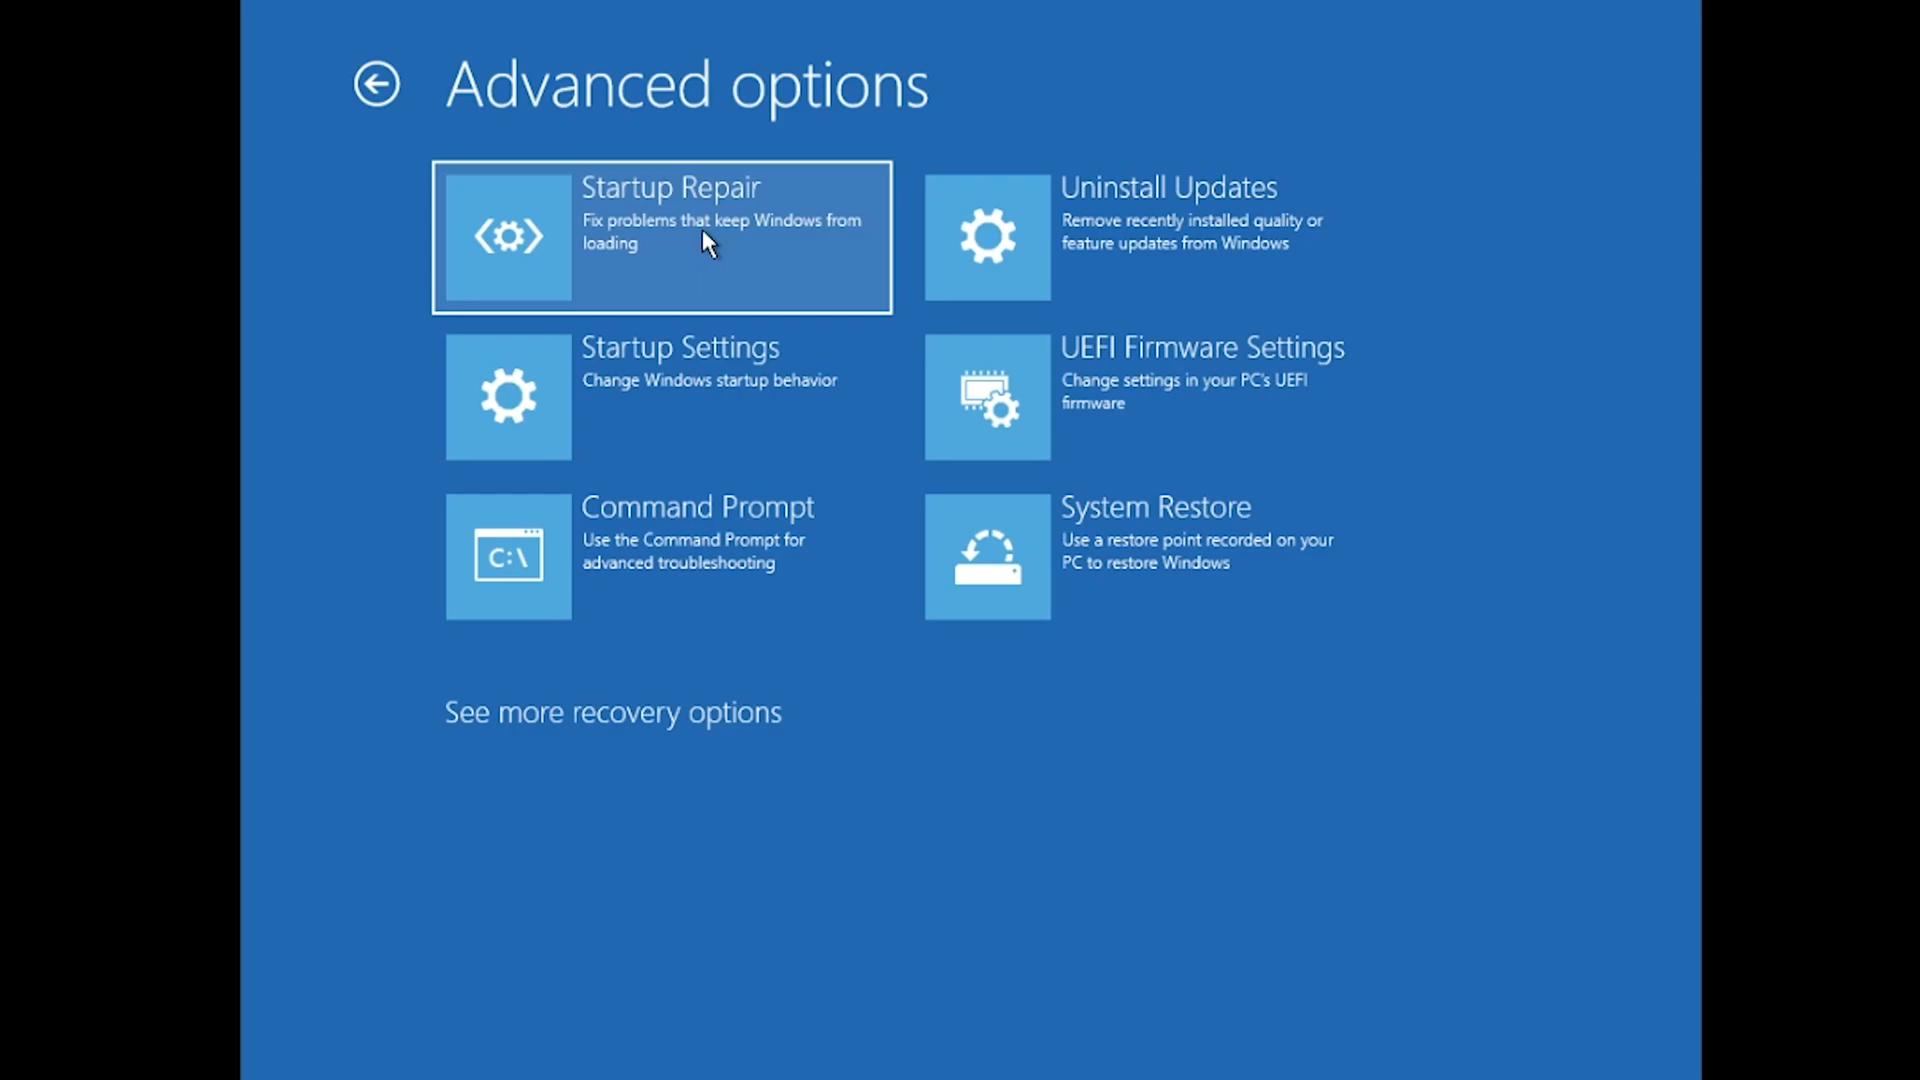 Advanced options
Startup Repair
Fix problems that keep Windows from
loading
Uninstall Updates
Remove recently installed quality or
feature updates from Windows
Startup Settings
Change Windows startup behavior
UEFI Firmware Settings
Change settings in your PC's UEFI
firmware
Command Prompt
Use the Command Prompt for
advanced troubleshooting
C:\
System Restore
Use a restore point recorded on your
PC to restore Windows
See more recovery options